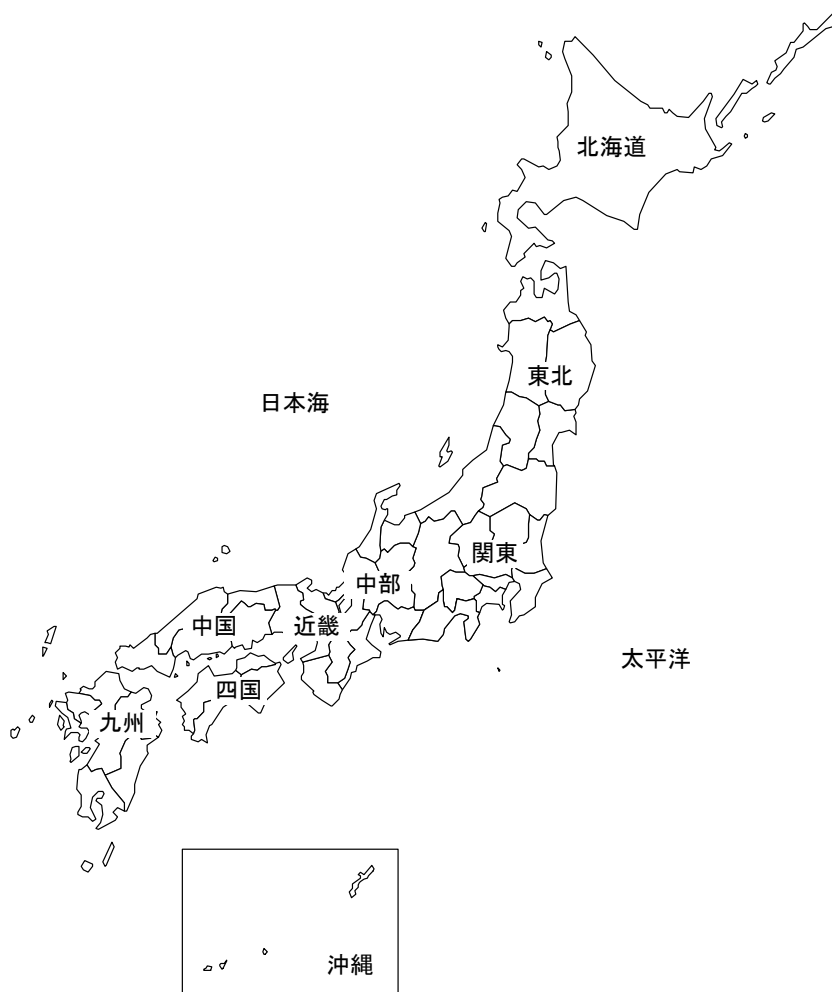 北海道
東北
日本海
関東
中部
中国
近畿
太平洋
四国
九州
沖縄